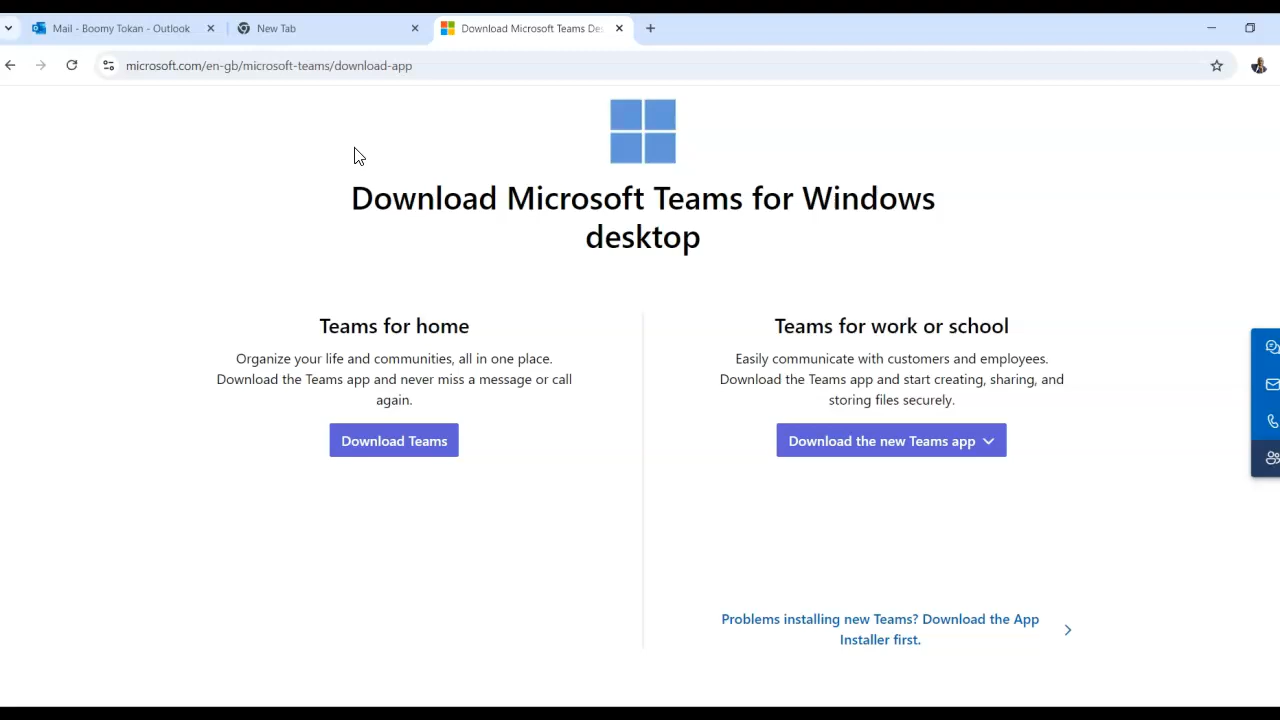 Mail - Boomy Tokan - Outlook
New Tab
Download Microsoft Teams De
microsoft.com/en-gb/microsoft-teams/download-app
Download Microsoft Teams for Windows
desktop
Teams for home
Organize your life and communities, all in one place.
Download the Teams app and never miss a message or call
again.
Download Teams
Teams for work or school
Easily communicate with customers and employees.
Download the Teams app and start creating, sharing, and
storing files securely.
Download the new Teams app
Problems installing new Teams? Download the App
Installer first.